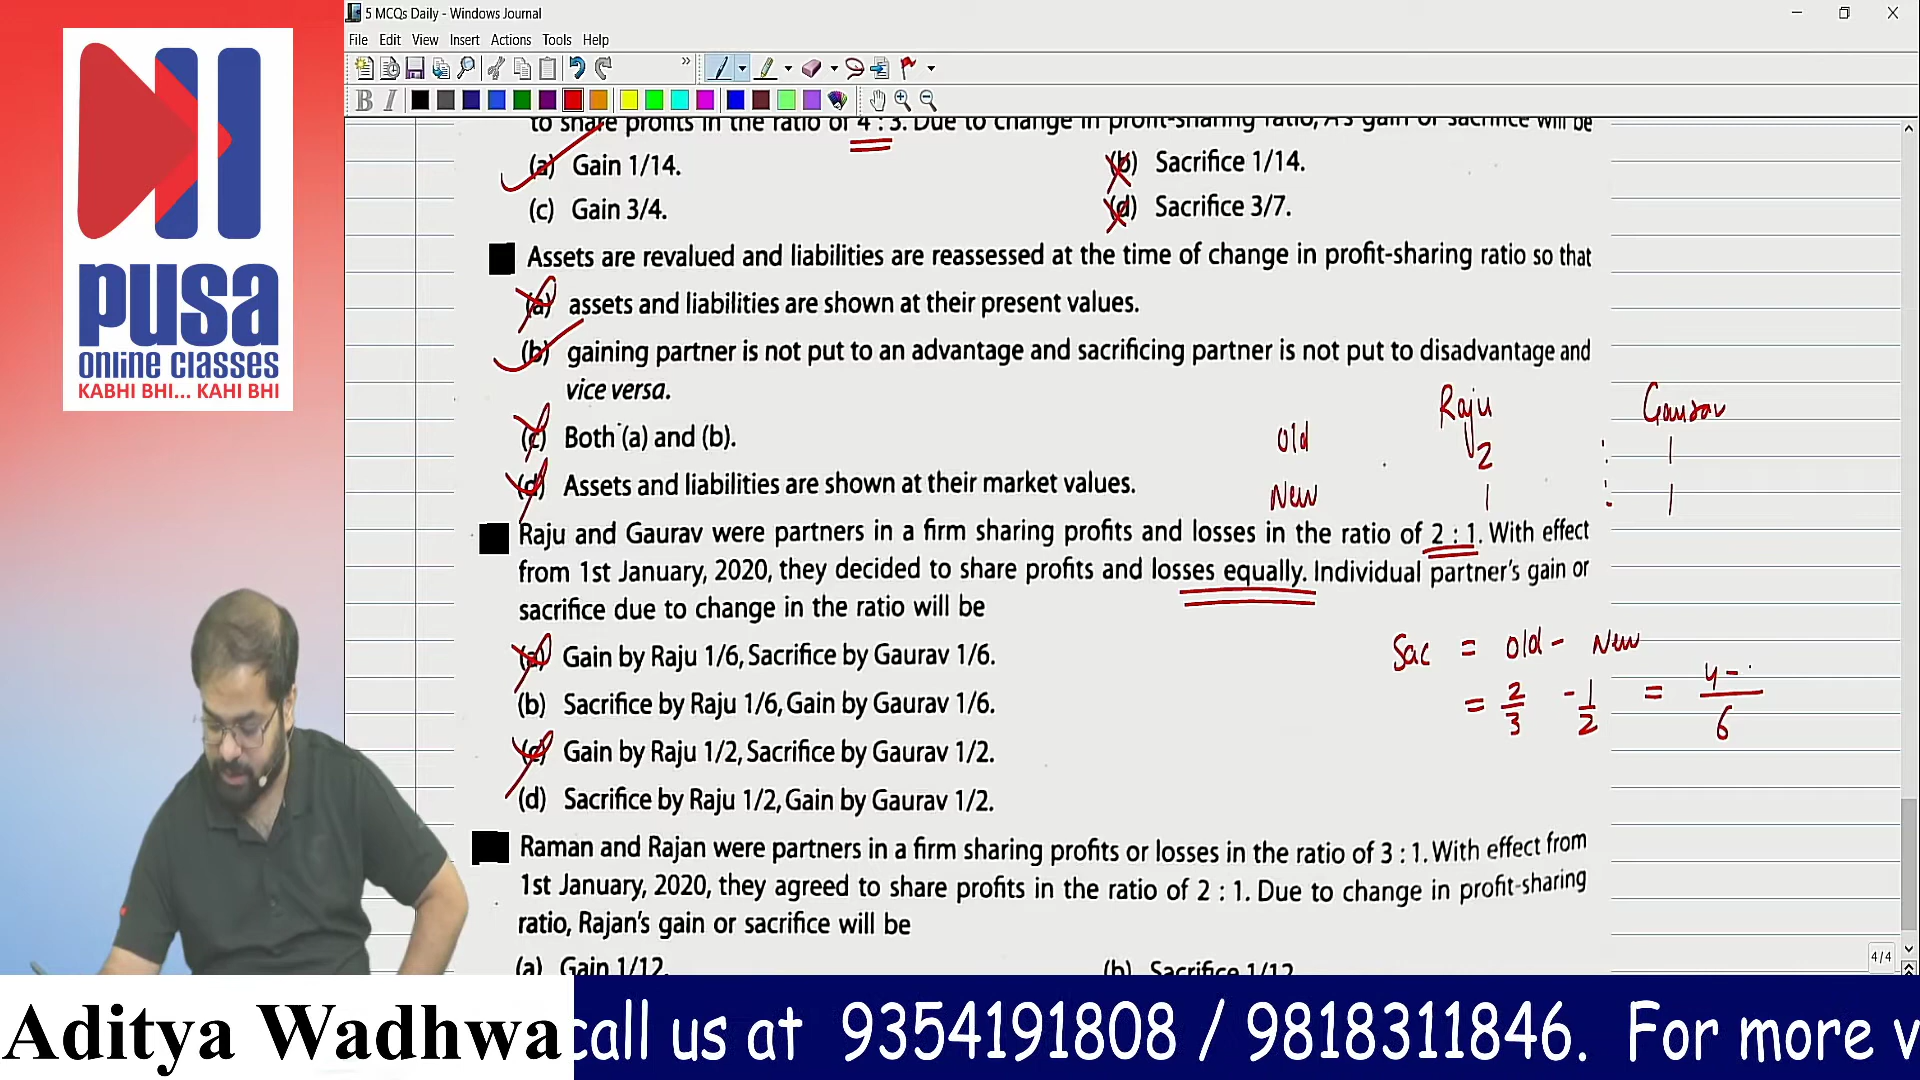 5 MCQs Daily - Windows Journal
File Edit View Insert Actions Tools Help
B I
to share profits in the ratio of 4 : 3. Due to change in profit-sharing ratio, A's gain or sacrifice will be
(a) Gain 1/14.
(b) Sacrifice 1/14.
(c) Gain 3/4.
(d) Sacrifice 3/7.
Assets are revalued and liabilities are reassessed at the time of change in profit-sharing ratio so that
(a) assets and liabilities are shown at their present values.
(b) gaining partner is not put to an advantage and sacrificing partner is not put to disadvantage and
vice versa.
(c) Both (a) and (b).
(d) Assets and liabilities are shown at their market values.
Raju Gaurav
Old 2 : 1
New 1 : 1
Raju and Gaurav were partners in a firm sharing profits and losses in the ratio of 2 : 1. With effect
from 1st January, 2020, they decided to share profits and losses equally. Individual partner's gain or
sacrifice due to change in the ratio will be
(a) Gain by Raju 1/6, Sacrifice by Gaurav 1/6.
(b) Sacrifice by Raju 1/6, Gain by Gaurav 1/6.
(c) Gain by Raju 1/2, Sacrifice by Gaurav 1/2.
(d) Sacrifice by Raju 1/2, Gain by Gaurav 1/2.
Sac = Old - New
= 2/3 - 1/2 = 4 - / 6
Raman and Rajan were partners in a firm sharing profits or losses in the ratio of 3 : 1. With effect from
1st January, 2020, they agreed to share profits in the ratio of 2 : 1. Due to change in profit-sharing
ratio, Rajan's gain or sacrifice will be
(a) Gain 1/12.
(b) Sacrifice 1/12
4/4
pusa
ONLINE CLASSES
KABHI BHI... KAHI BHI
Aditya Wadhwa
call us at 9354191808 / 9818311846. For more v